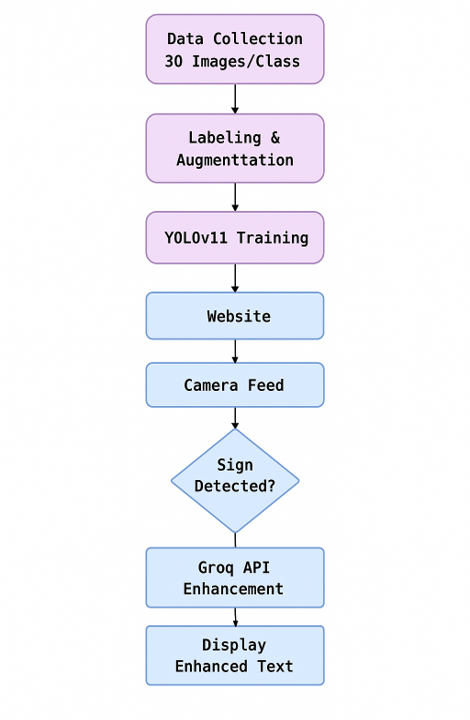 Data Collection
30 Images/Class
Labeling &
Augmenttation
YOLOv11 Training
Website
Camera Feed
Sign
Detected?
Groq API
Enhancement
Display
Enhanced Text